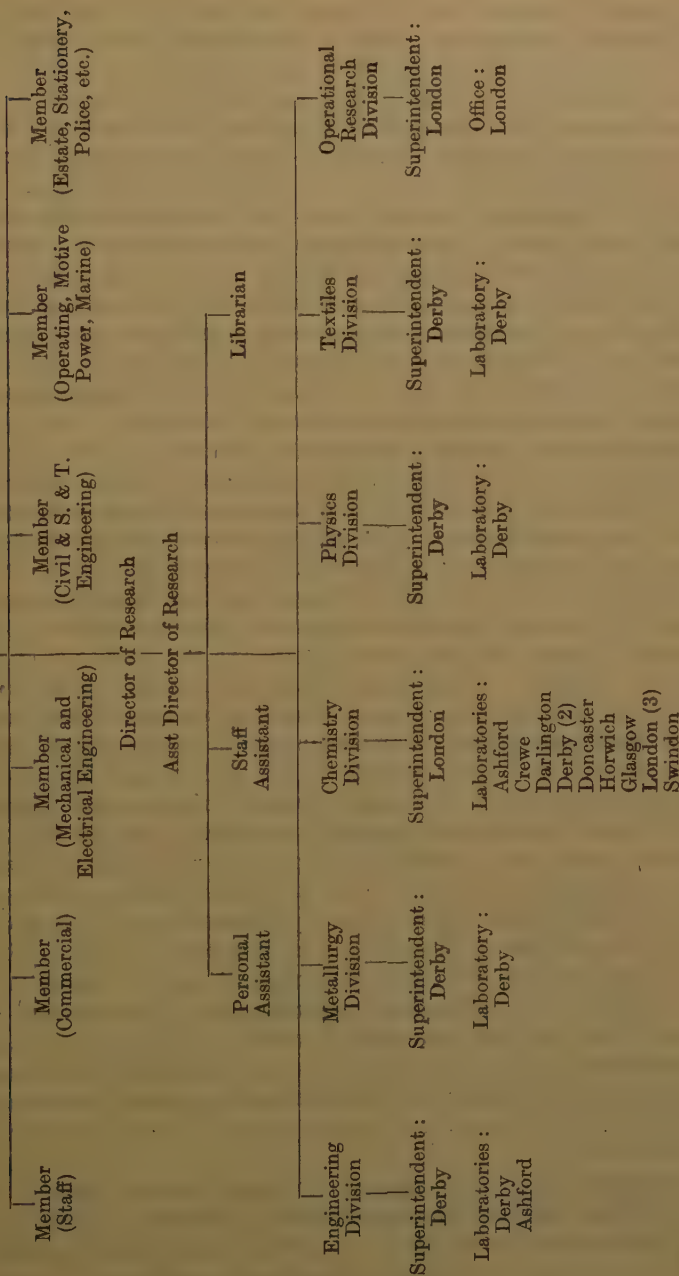 Member
(Staff)
Member
(Commercial)
Member
(Mechanical and
Electrical Engineering)
Member
(Civil & S. & T.
Engineering)
Member
(Operating, Motive
Power, Marine)
Member
(Estate, Stationery,
Police, etc.)
Director of Research
Asst Director of Research
Personal
Assistant
Staff
Assistant
Librarian
Engineering
Division
Superintendent :
Derby
Laboratories :
Derby
Ashford
Metallurgy
Division
Superintendent :
Derby
Laboratory :
Derby
Chemistry
Division
Superintendent :
London
Laboratories :
Ashford
Crewe
Darlington
Derby (2)
Doncaster
Horwich
Glasgow
London (3)
Swindon
Physics
Division
Superintendent :
Derby
Laboratory :
Derby
Textiles
Division
Superintendent :
Derby
Laboratory :
Derby
Operational
Research
Division
Superintendent :
London
Office :
London